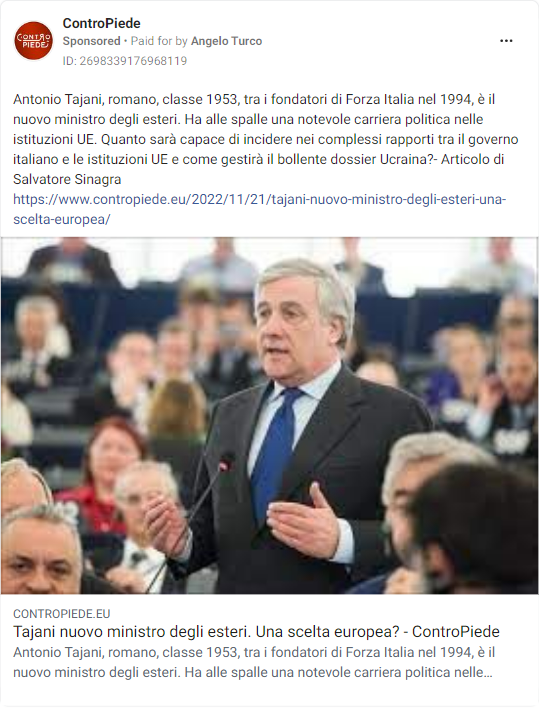 CONTRO
PIEDE
ControPiede
Sponsored • Paid for by Angelo Turco
ID: 2698339176968119
Antonio Tajani, romano, classe 1953, tra i fondatori di Forza Italia nel 1994, è il
nuovo ministro degli esteri. Ha alle spalle una notevole carriera politica nelle
istituzioni UE. Quanto sarà capace di incidere nei complessi rapporti tra il governo
italiano e le istituzioni UE e come gestirà il bollente dossier Ucraina?- Articolo di
Salvatore Sinagra
https://www.contropiede.eu/2022/11/21/tajani-nuovo-ministro-degli-esteri-una-
scelta-europea/
CONTROPIEDE.EU
Tajani nuovo ministro degli esteri. Una scelta europea? - ControPiede
Antonio Tajani, romano, classe 1953, tra i fondatori di Forza Italia nel 1994, è il
nuovo ministro degli esteri. Ha alle spalle una notevole carriera politica nelle…